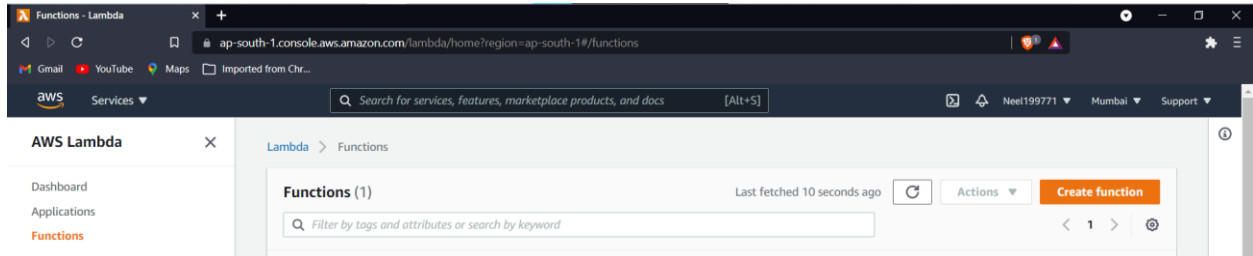 Functions - Lambda
ap-south-1.console.aws.amazon.com/lambda/home?region=ap-south-1#/functions
Gmail YouTube Maps Imported from Chr...
aws Services ▼ Search for services, features, marketplace products, and docs [Alt+S] Neel199771 ▼ Mumbai ▼ Support ▼
AWS Lambda
Lambda > Functions
Dashboard
Applications
Functions
Functions (1) Last fetched 10 seconds ago Actions ▼ Create function
Filter by tags and attributes or search by keyword < 1 >